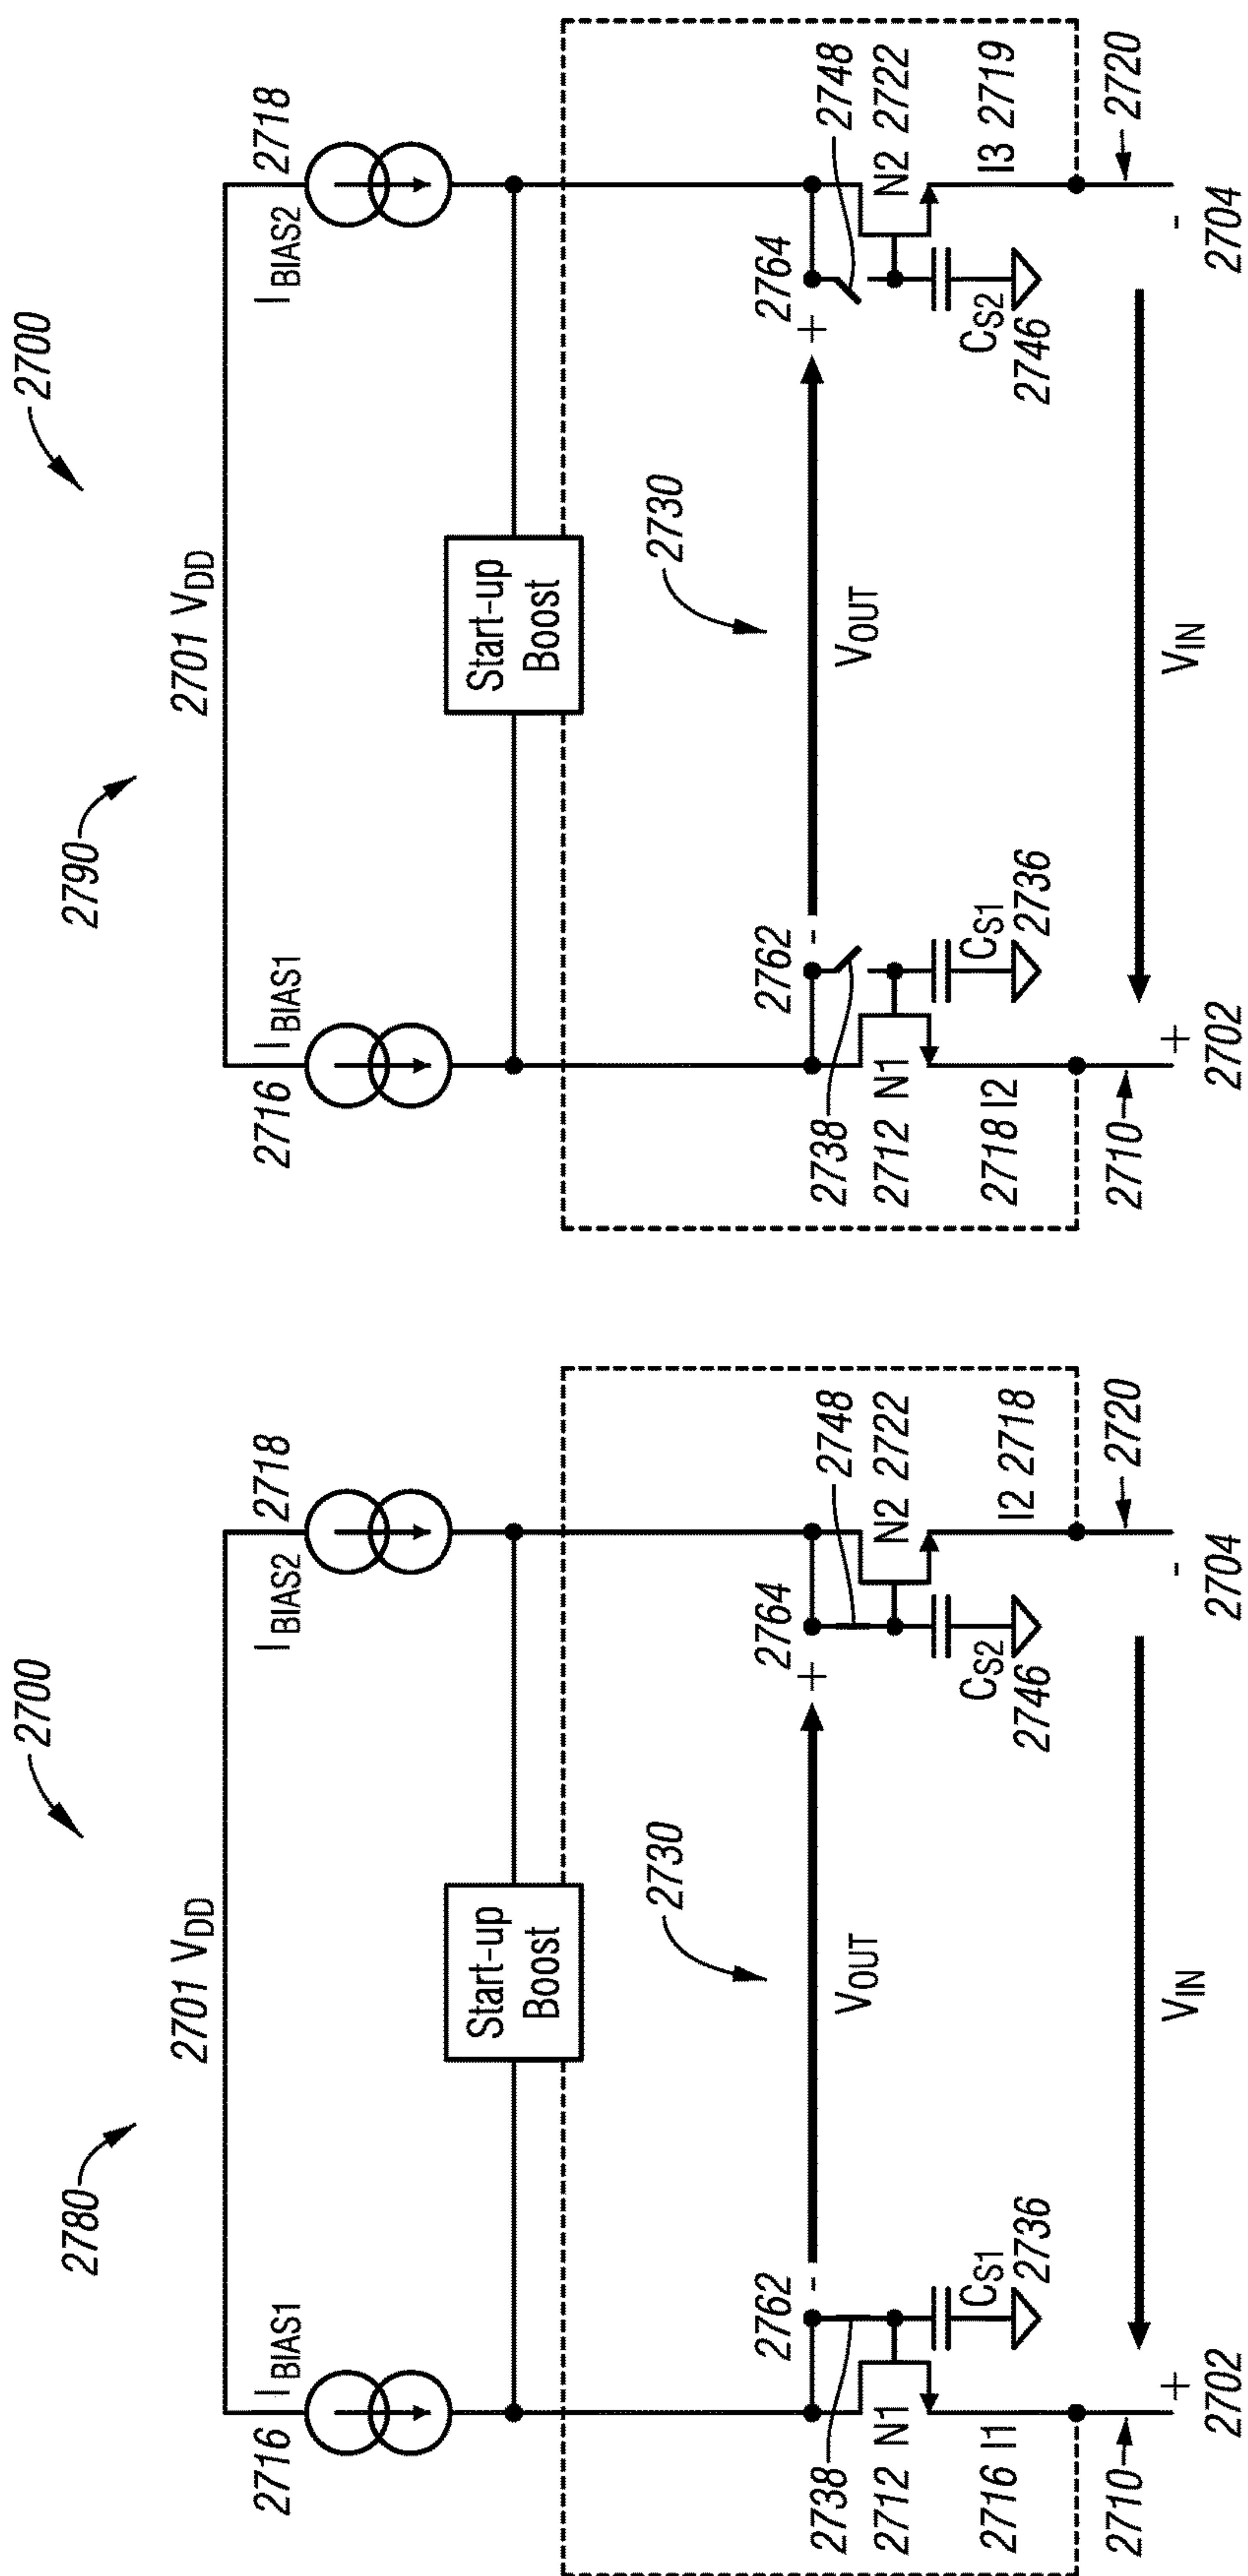 2780
2700
2701 VDD
2716
IBIAS1
IBIAS2
2718
Start-up
Boost
2730
2762
-
VOUT
+
2764
2738
2748
2712 N1
N2 2722
CS1
2736
CS2
2746
2716 I1
I2 2718
2710
2720
+
VIN
-
2702
2704
2790
2700
2701 VDD
2716
IBIAS1
IBIAS2
2718
Start-up
Boost
2730
2762
-
VOUT
+
2764
2738
2748
2712 N1
N2 2722
CS1
2736
CS2
2746
2718 I2
I3 2719
2710
2720
+
VIN
-
2702
2704